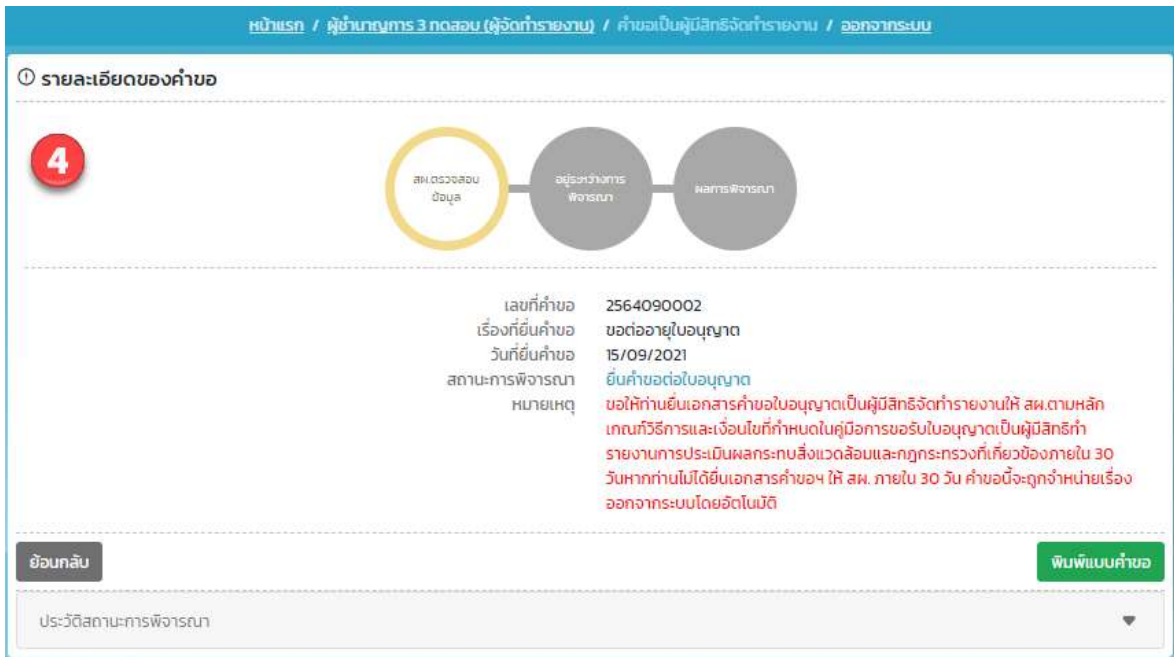 หน้าแรก / ผู้ชำนาญการ 3 ทดสอบ (ผู้จัดทำรายงาน) / คำขอเป็นผู้มีสิทธิจัดทำรายงาน / ออกจากระบบ
รายละเอียดของคำขอ
4
สผ.ตรวจสอบ
ข้อมูล
อยู่ระหว่างการ
พิจารณา
ผลการพิจารณา
เลขที่คำขอ 2564090002
เรื่องที่ยื่นคำขอ ขอต่ออายุใบอนุญาต
วันที่ยื่นคำขอ 15/09/2021
สถานะการพิจารณา ยื่นคำขอต่อใบอนุญาต
หมายเหตุ ขอให้ท่านยื่นเอกสารคำขอใบอนุญาตเป็นผู้มีสิทธิจัดทำรายงานให้ สผ.ตามหลัก
เกณฑ์วิธีการและเงื่อนไขที่กำหนดในคู่มือการขอรับใบอนุญาตเป็นผู้มีสิทธิทำ
รายงานการประเมินผลกระทบสิ่งแวดล้อมและกฎกระทรวงที่เกี่ยวข้องภายใน 30
วันหากท่านไม่ได้ยื่นเอกสารคำขอฯ ให้ สผ. ภายใน 30 วัน คำขอนี้จะถูกจำหน่ายเรื่อง
ออกจากระบบโดยอัตโนมัติ
ย้อนกลับ
พิมพ์แบบคำขอ
ประวัติสถานะการพิจารณา